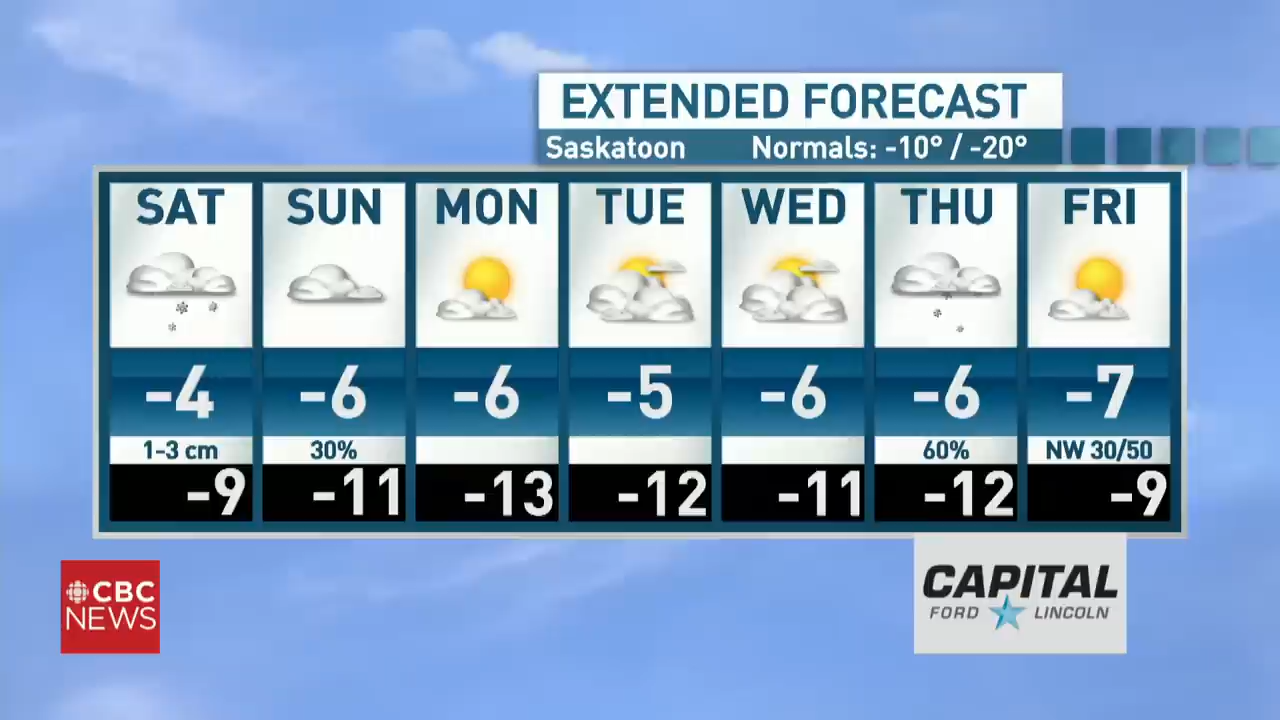 EXTENDED FORECAST
Saskatoon Normals: -10° / -20°
SAT SUN MON TUE WED THU FRI
-4 -6 -6 -5 -6 -6 -7
1-3 cm 30% 60% NW 30/50
-9 -11 -13 -12 -11 -12 -9
CBC
NEWS
CAPITAL
FORD LINCOLN